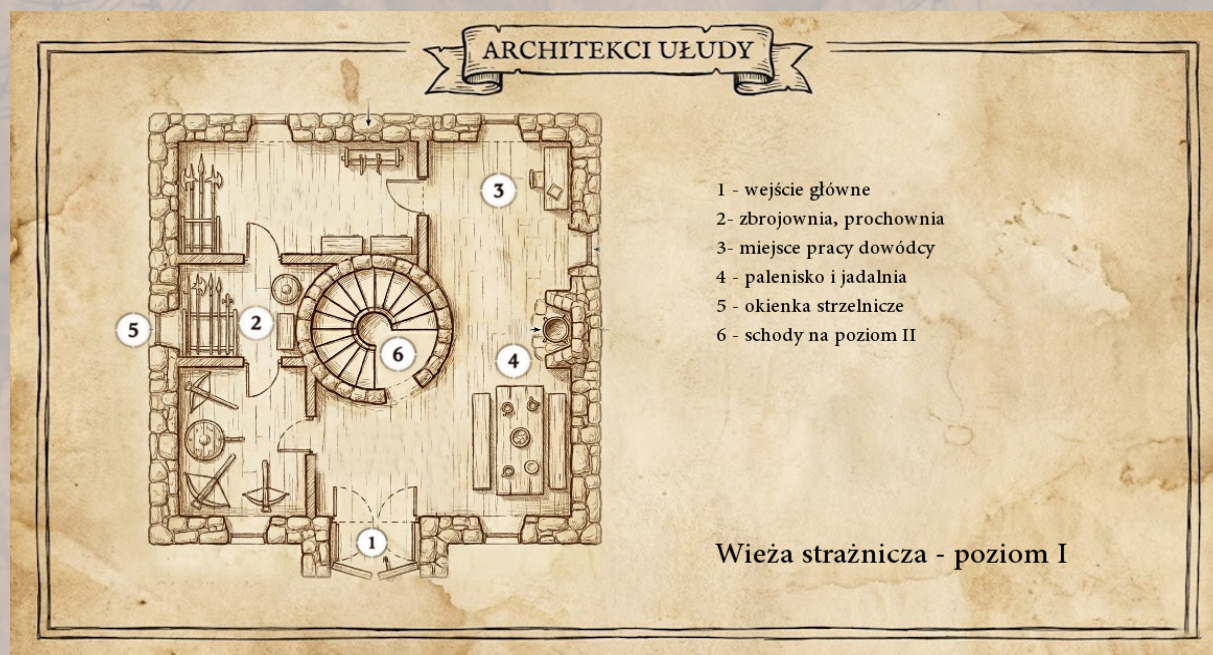 ARCHITEKCI UŁUDY
1 - wejście główne
2- zbrojownia, prochownia
3- miejsce pracy dowódcy
4 - palenisko i jadalnia
5 - okienka strzelnicze
6 - schody na poziom II
3
5
2
6
4
1
Wieża strażnicza - poziom I